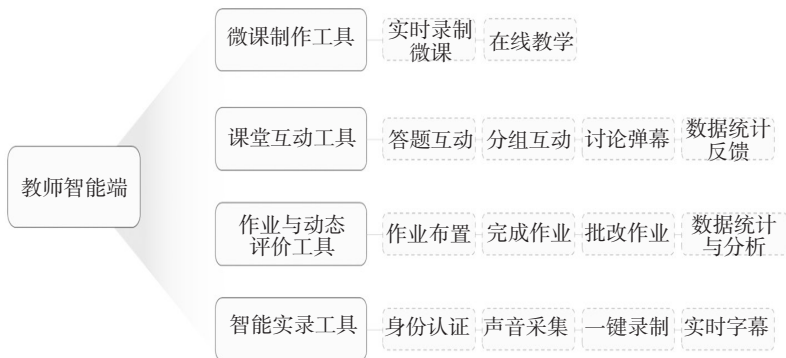 教师智能端
微课制作工具
实时录制
微课
在线教学
课堂互动工具
答题互动
分组互动
讨论弹幕
数据统计
反馈
作业与动态
评价工具
作业布置
完成作业
批改作业
数据统计
与分析
智能实录工具
身份认证
声音采集
一键录制
实时字幕